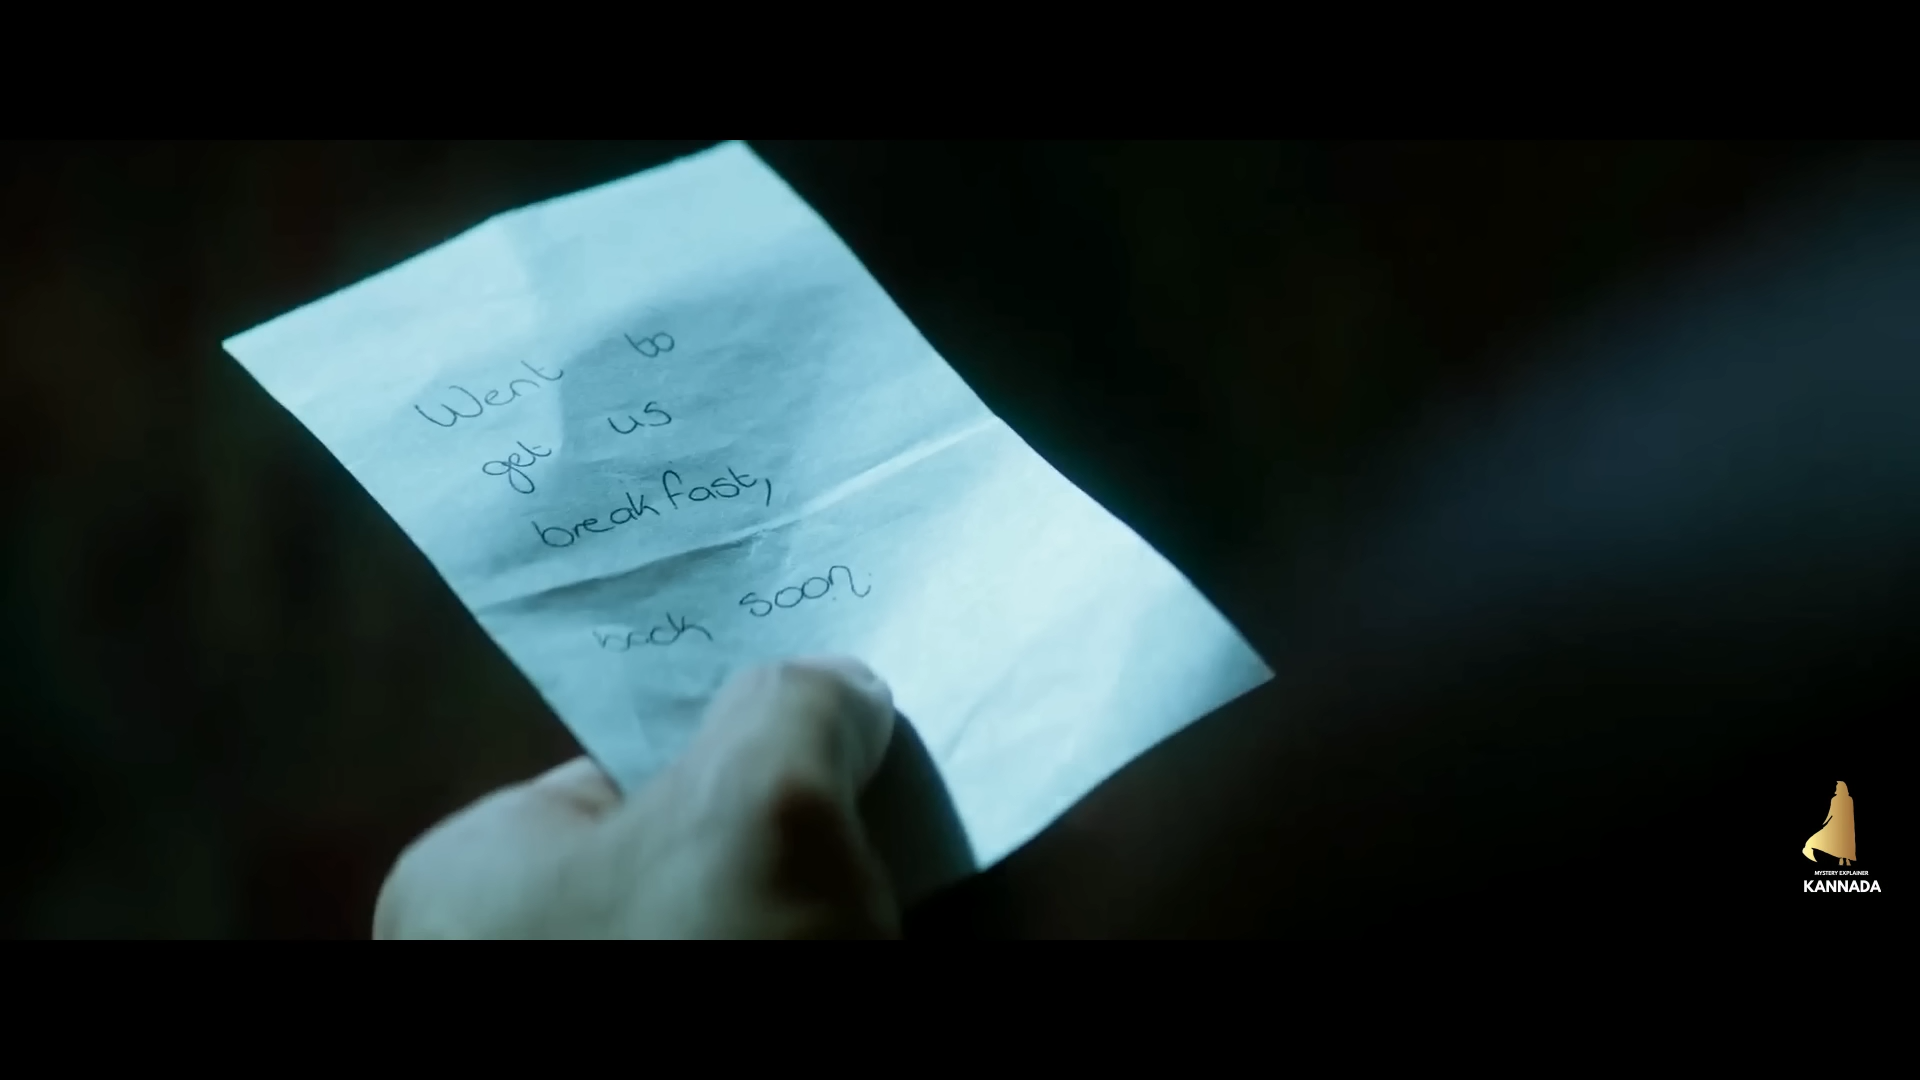 Went to
get us
breakfast,
back soon
MYSTERY EXPLAINER
KANNADA